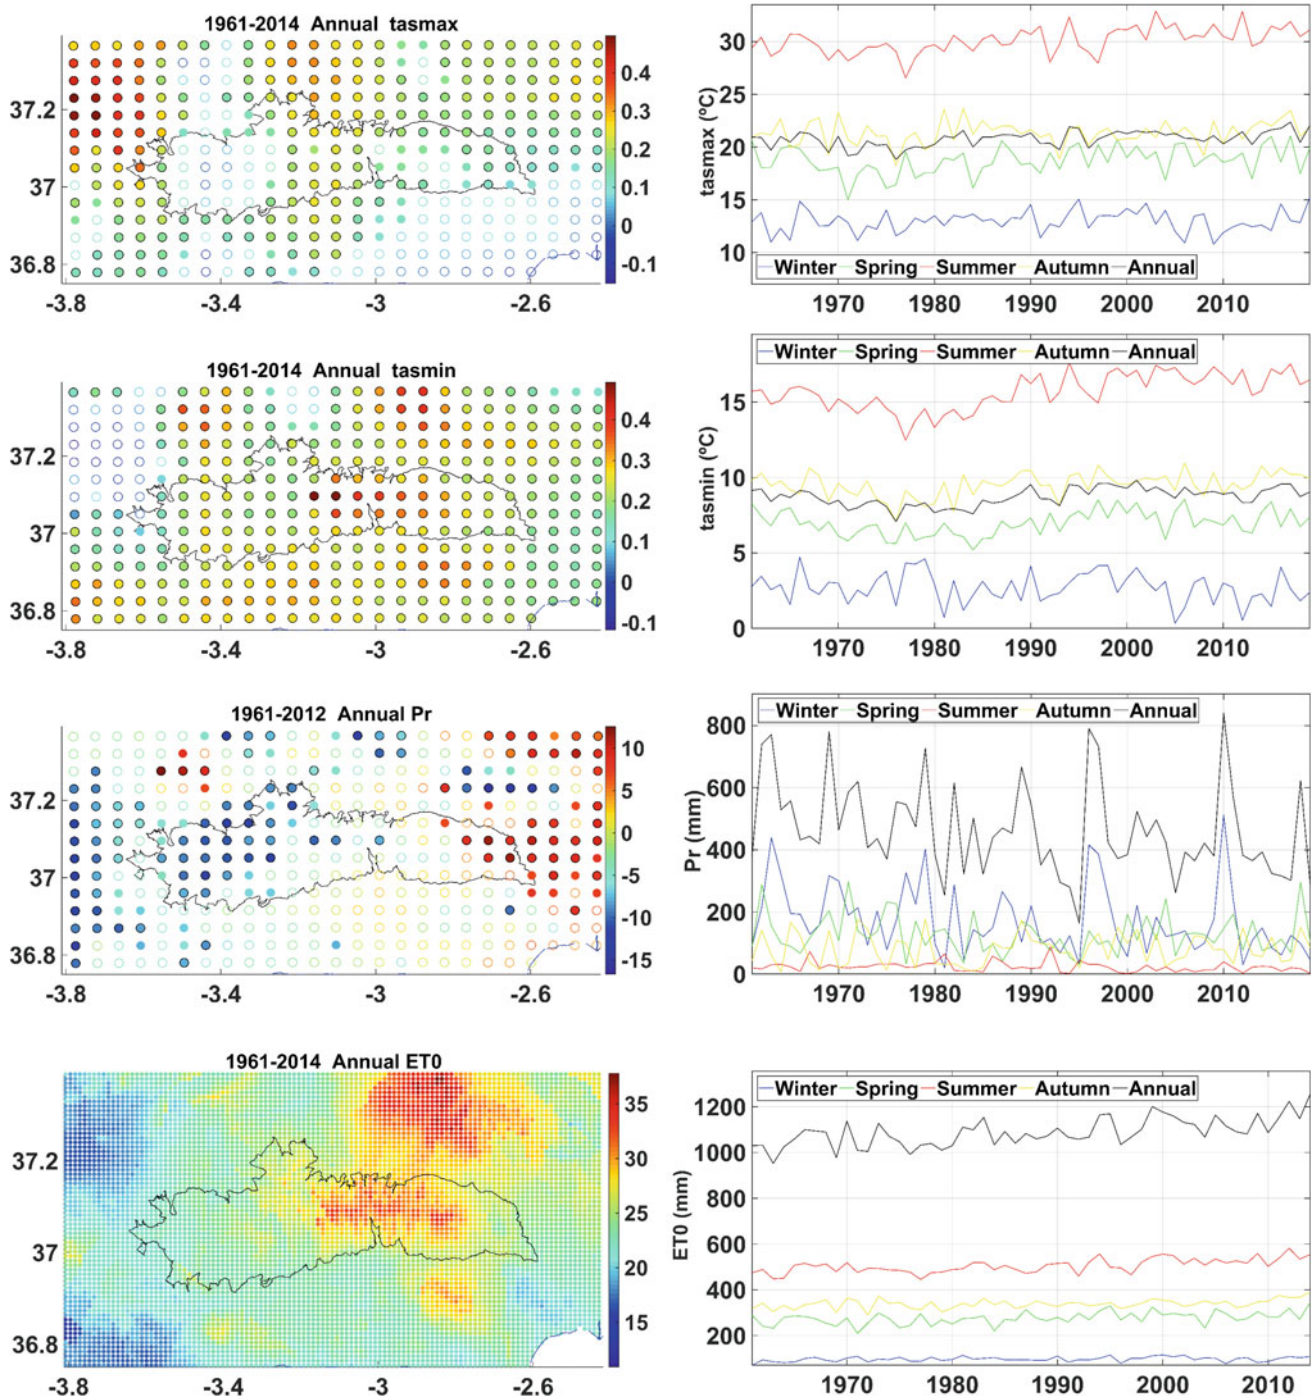 1961-2014 Annual tasmax
37.2
37
36.8
-3.8 -3.4 -3 -2.6
0.4
0.3
0.2
0.1
0
-0.1
30
25
20
15
10
tasmax (ºC)
Winter Spring Summer Autumn Annual
1970 1980 1990 2000 2010
1961-2014 Annual tasmin
37.2
37
36.8
-3.8 -3.4 -3 -2.6
0.4
0.3
0.2
0.1
0
-0.1
Winter Spring Summer Autumn Annual
15
10
5
0
tasmin (ºC)
1970 1980 1990 2000 2010
1961-2012 Annual Pr
37.2
37
36.8
-3.8 -3.4 -3 -2.6
10
5
0
-5
-10
-15
Winter Spring Summer Autumn Annual
800
600
400
200
0
Pr (mm)
1970 1980 1990 2000 2010
1961-2014 Annual ET0
37.2
37
36.8
-3.8 -3.4 -3 -2.6
35
30
25
20
15
Winter Spring Summer Autumn Annual
1200
1000
800
600
400
200
ET0 (mm)
1970 1980 1990 2000 2010